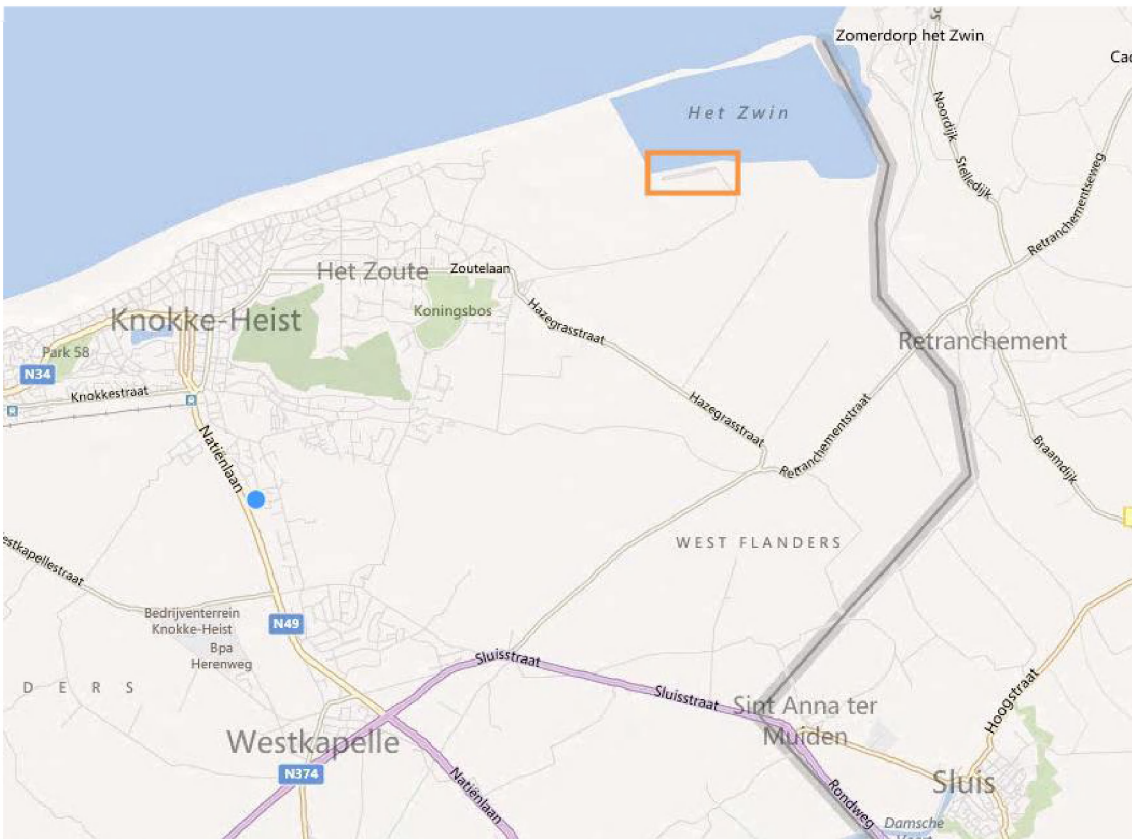 Zomerdorp het Zwin
Het Zwin
Noordijk
Stelledijk
Retranchementseweg
Het Zoute
Zoutelaan
Koningsbos
Hazegrasstraat
Knokke-Heist
Park 58
N34
Knokkestraat
Retranchement
Hazegrasstraat
Retranchementstraat
Braamdijk
Natiënlaan
WEST FLANDERS
Bedrijventerrein
Knokke-Heist
Bpa
Herenweg
N49
Sluisstraat
Sluisstraat
D E R S
Sint Anna ter
Muiden
Hoogstraat
Westkapelle
N374
Natiënlaan
Sluis
Rondweg
Damsche